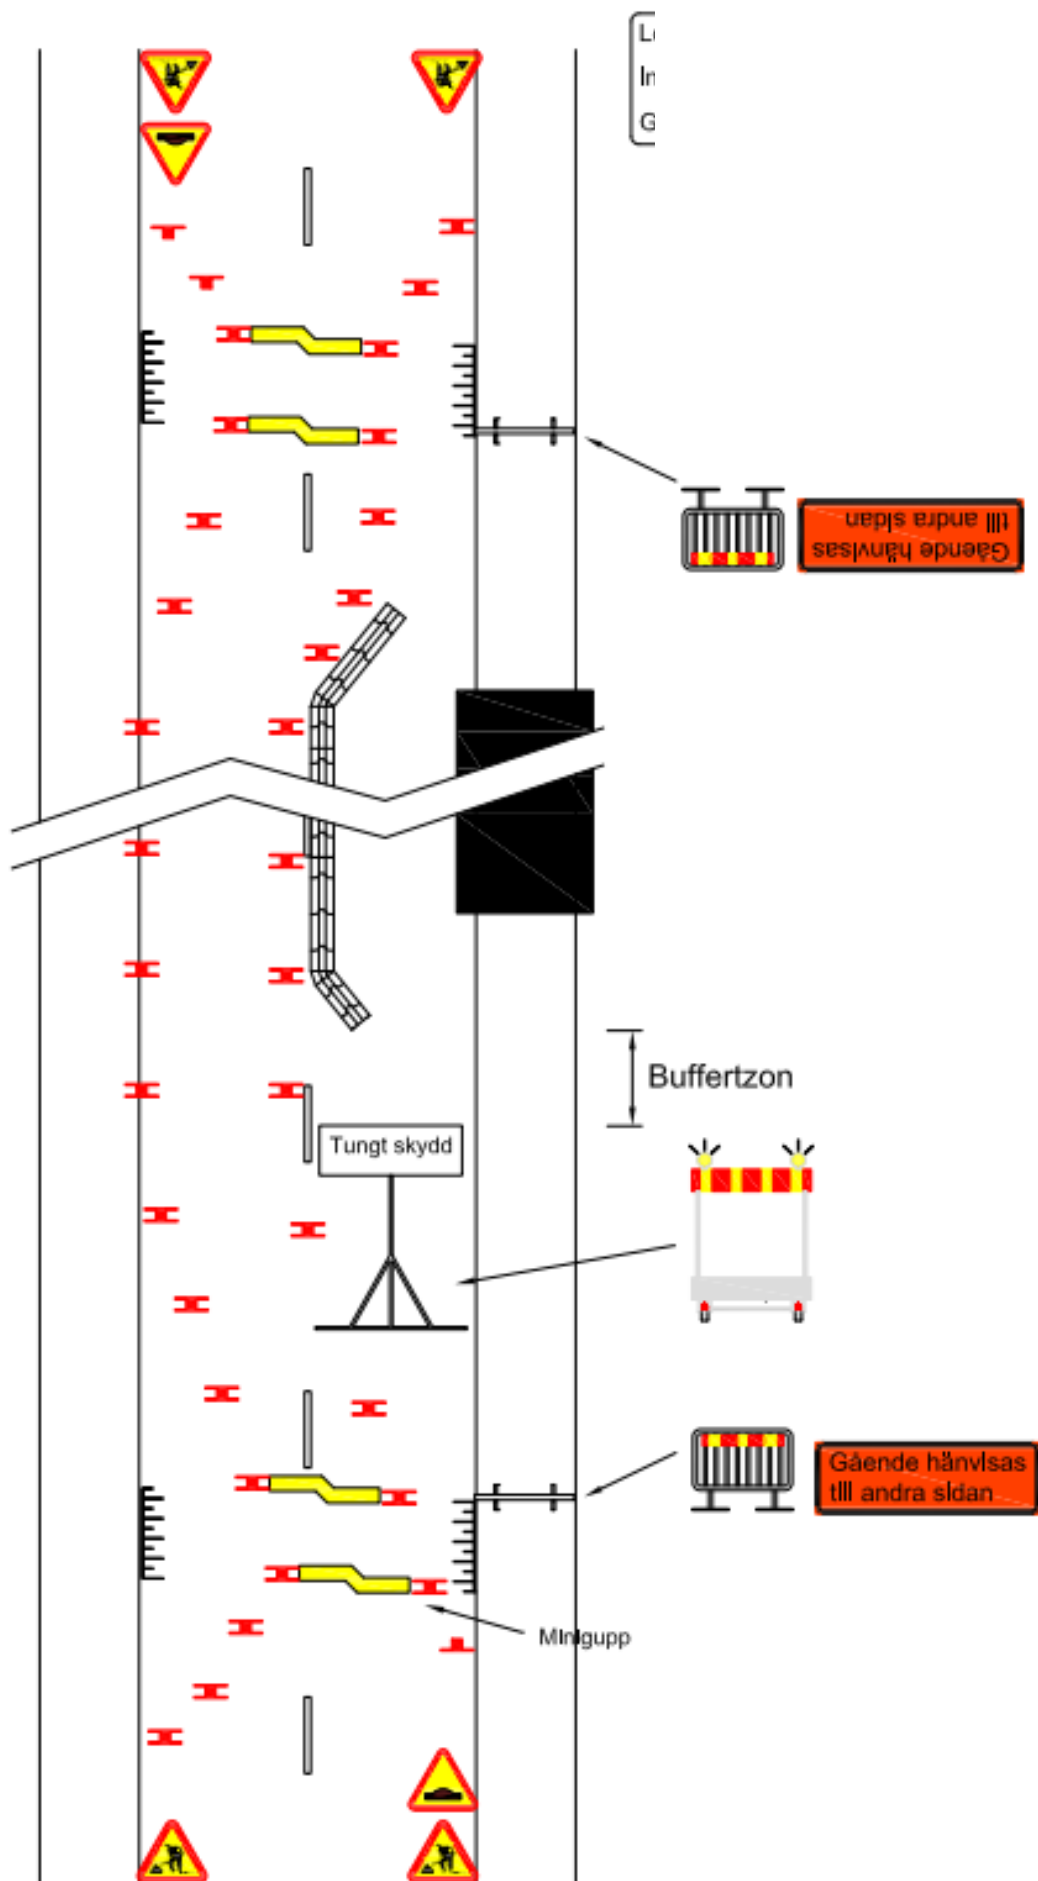 Gående hänvisas
till andra sidan
Buffertzon
Tungt skydd
Gående hänvisas
till andra sidan
Minigupp